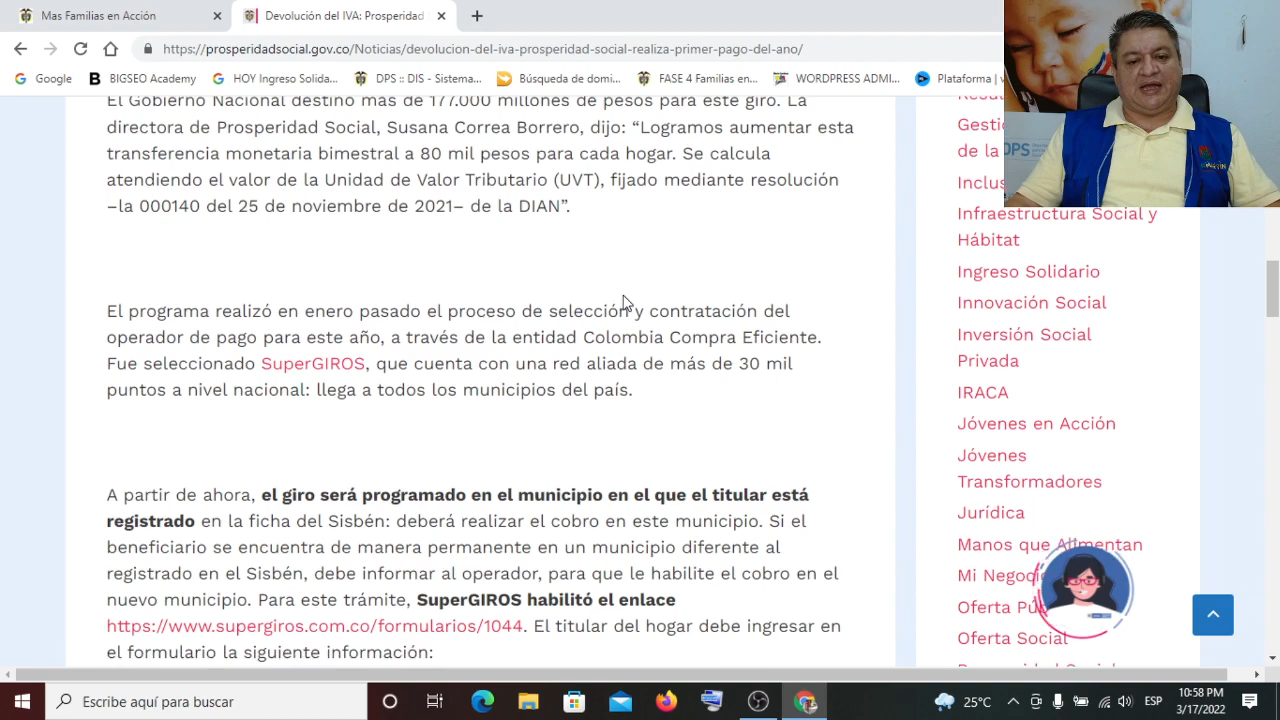 Mas Familias en Acción
Devolución del IVA: Prosperidad
https://prosperidadsocial.gov.co/Noticias/devolucion-del-iva-prosperidad-social-realiza-primer-pago-del-ano/
Google
BIGSEO Academy
HOY Ingreso Solida...
DPS :: DIS - Sistema...
Búsqueda de domi...
FASE 4 Familias en...
WORDPRESS ADMI...
Plataforma | v
El Gobierno Nacional destinó más de 177.000 millones de pesos para este giro. La
directora de Prosperidad Social, Susana Correa Borrero, dijo: “Logramos aumentar esta
transferencia monetaria bimestral a 80 mil pesos para cada hogar. Se calcula
atendiendo el valor de la Unidad de Valor Tributario (UVT), fijado mediante resolución
–la 000140 del 25 de noviembre de 2021– de la DIAN”.
El programa realizó en enero pasado el proceso de selección y contratación del
operador de pago para este año, a través de la entidad Colombia Compra Eficiente.
Fue seleccionado SuperGIROS, que cuenta con una red aliada de más de 30 mil
puntos a nivel nacional: llega a todos los municipios del país.
A partir de ahora, el giro será programado en el municipio en el que el titular está
registrado en la ficha del Sisbén: deberá realizar el cobro en este municipio. Si el
beneficiario se encuentra de manera permanente en un municipio diferente al
registrado en el Sisbén, debe informar al operador, para que le habilite el cobro en el
nuevo municipio. Para este trámite, SuperGIROS habilitó el enlace
https://www.supergiros.com.co/formularios/1044. El titular del hogar debe ingresar en
el formulario la siguiente información:
Gesti
de la
Inclus
Infraestructura Social y
Hábitat
Ingreso Solidario
Innovación Social
Inversión Social
Privada
IRACA
Jóvenes en Acción
Jóvenes
Transformadores
Jurídica
Manos que Alimentan
Mi Negoci
Oferta Pú
Oferta Social
DPS
Escribe aquí para buscar
25°C
ESP
10:58 PM
3/17/2022